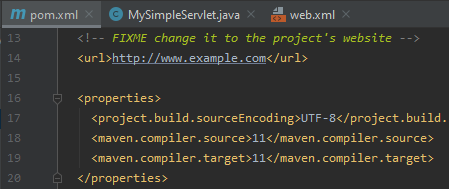 pom.xml MySimpleServlet.java web.xml
13 <!-- FIXME change it to the project's website -->
14 <url>http://www.example.com</url>
15
16 <properties>
17 <project.build.sourceEncoding>UTF-8</project.build.
18 <maven.compiler.source>11</maven.compiler.source>
19 <maven.compiler.target>11</maven.compiler.target>
20 </properties>